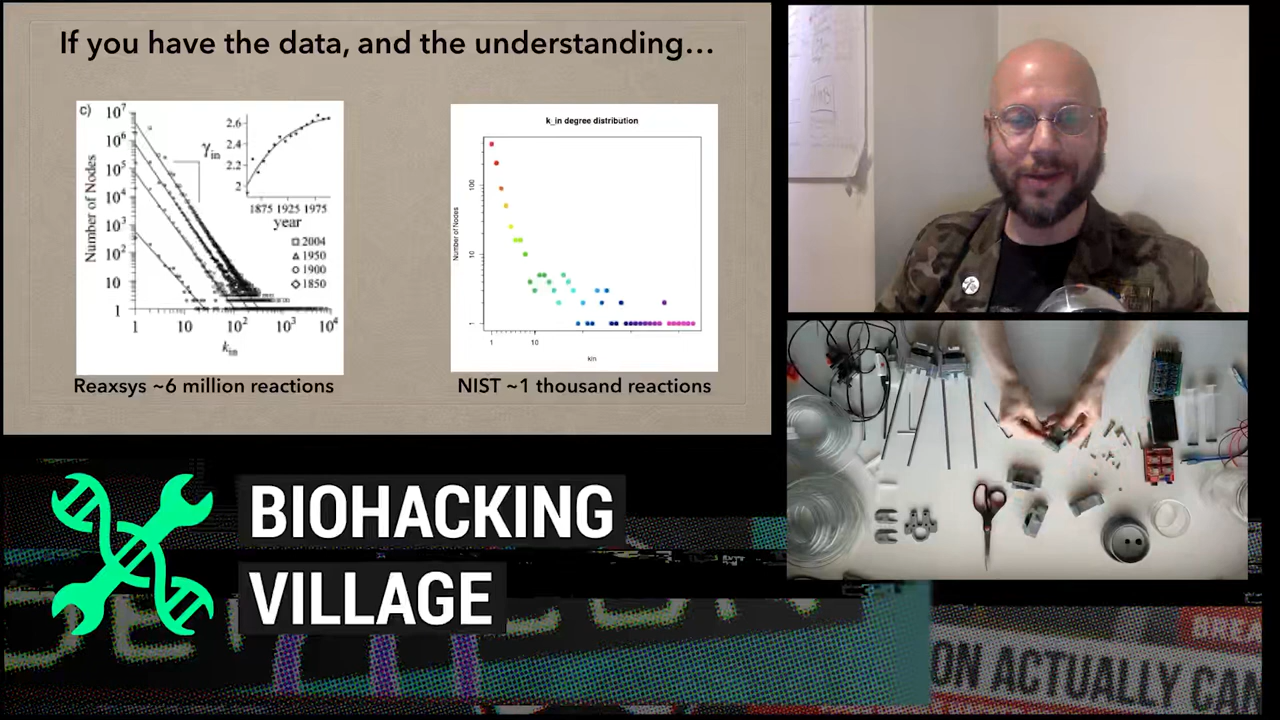 If you have the data, and the understanding...
c)
10⁷
10⁶
10⁵
10⁴
10³
10²
10
1
Number of Nodes
1 10 10² 10³ 10⁴
k_in
γ_in
2.6
2.4
2.2
2
1875 1925 1975
year
2004
1950
1900
1850
Reaxsys ~6 million reactions
k_in degree distribution
Number of Nodes
100
10
1
1 10
kin
NIST ~1 thousand reactions
BIOHACKING
VILLAGE
BREA
ON ACTUALLY CAN